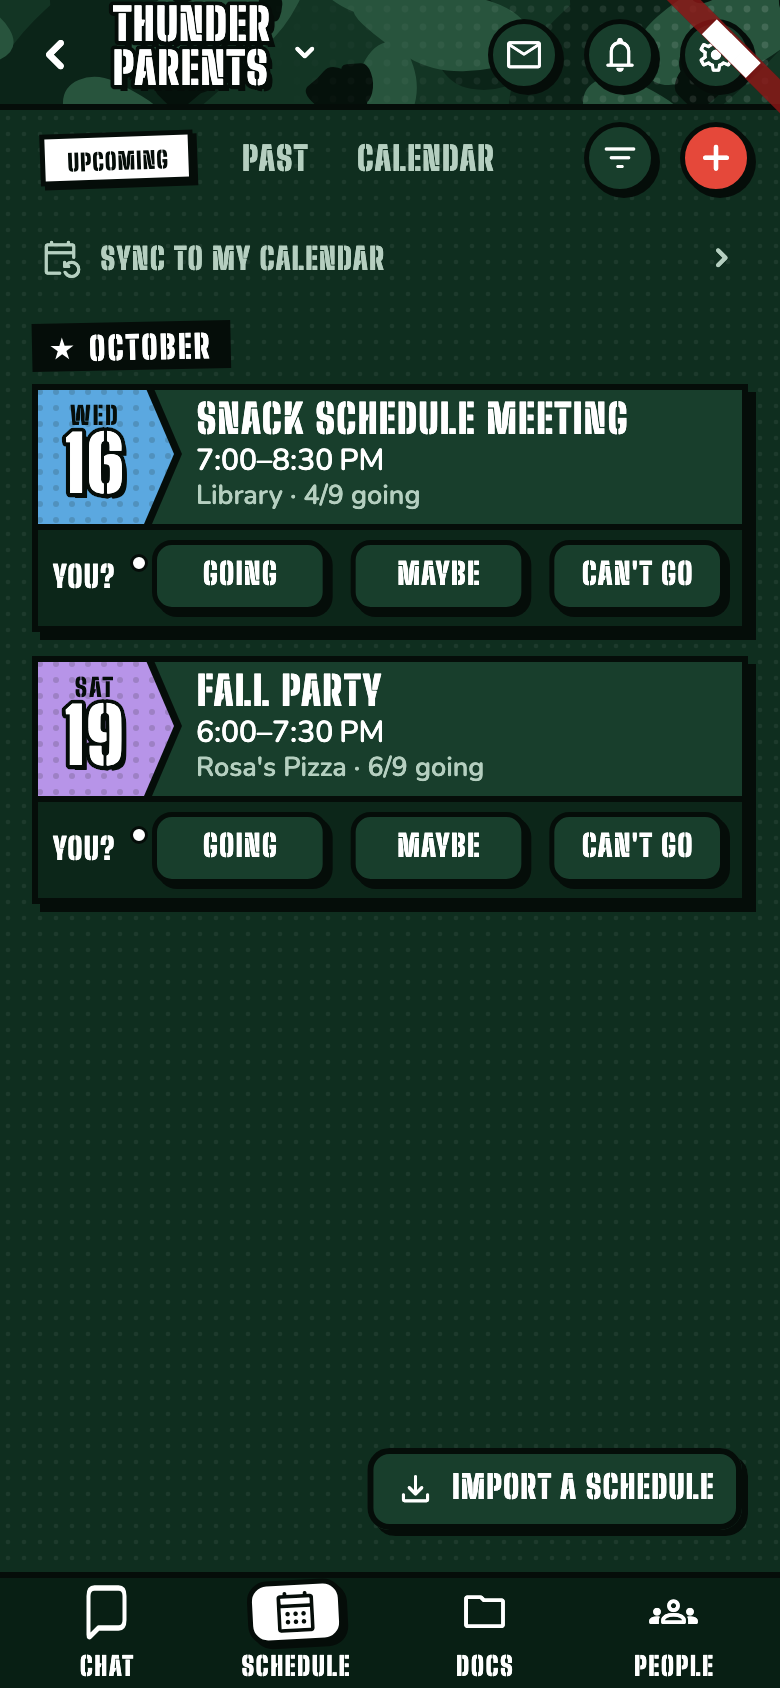 THUNDER
PARENTS
UPCOMING
PAST
CALENDAR
SYNC TO MY CALENDAR
★ OCTOBER
WED
16
SNACK SCHEDULE MEETING
7:00–8:30 PM
Library · 4/9 going
YOU?
GOING
MAYBE
CAN'T GO
SAT
19
FALL PARTY
6:00–7:30 PM
Rosa's Pizza · 6/9 going
YOU?
GOING
MAYBE
CAN'T GO
IMPORT A SCHEDULE
CHAT
SCHEDULE
DOCS
PEOPLE